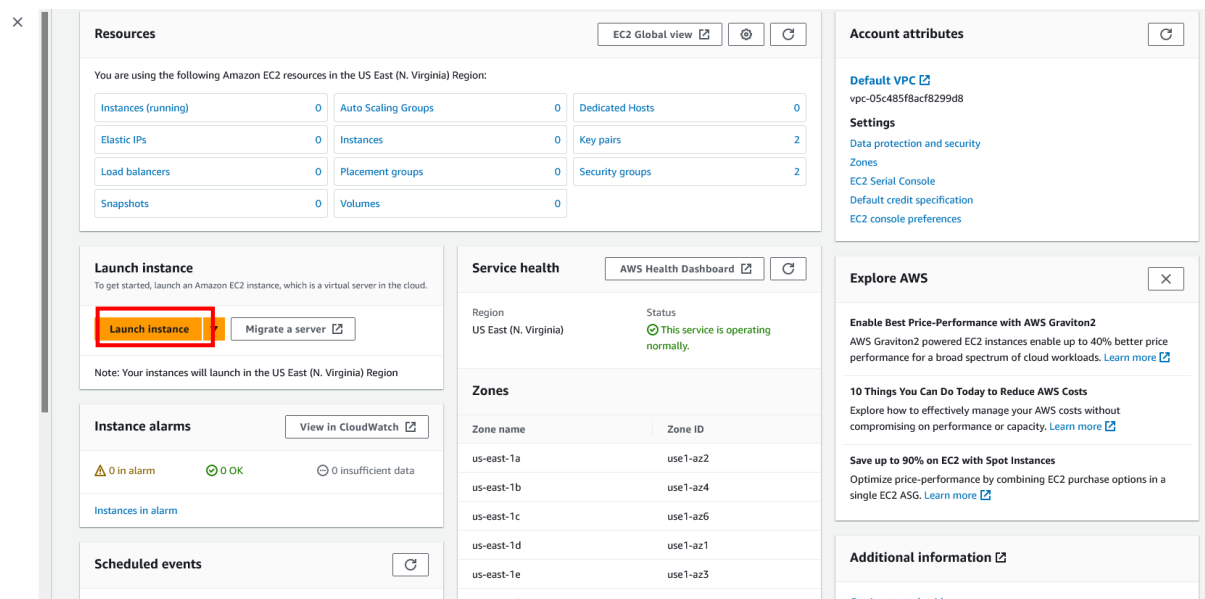 Resources
EC2 Global view
You are using the following Amazon EC2 resources in the US East (N. Virginia) Region:
Instances (running) 0
Auto Scaling Groups 0
Dedicated Hosts 0
Elastic IPs 0
Instances 0
Key pairs 2
Load balancers 0
Placement groups 0
Security groups 2
Snapshots 0
Volumes 0
Launch instance
To get started, launch an Amazon EC2 instance, which is a virtual server in the cloud.
Launch instance
Migrate a server
Note: Your instances will launch in the US East (N. Virginia) Region
Instance alarms
View in CloudWatch
0 in alarm
0 OK
0 insufficient data
Instances in alarm
Scheduled events
Service health
AWS Health Dashboard
Region
US East (N. Virginia)
Status
This service is operating
normally.
Zones
Zone name Zone ID
us-east-1a use1-az2
us-east-1b use1-az4
us-east-1c use1-az6
us-east-1d use1-az1
us-east-1e use1-az3
Account attributes
Default VPC
vpc-05c485f8acf8299d8
Settings
Data protection and security
Zones
EC2 Serial Console
Default credit specification
EC2 console preferences
Explore AWS
Enable Best Price-Performance with AWS Graviton2
AWS Graviton2 powered EC2 instances enable up to 40% better price
performance for a broad spectrum of cloud workloads. Learn more
10 Things You Can Do Today to Reduce AWS Costs
Explore how to effectively manage your AWS costs without
compromising on performance or capacity. Learn more
Save up to 90% on EC2 with Spot Instances
Optimize price-performance by combining EC2 purchase options in a
single EC2 ASG. Learn more
Additional information